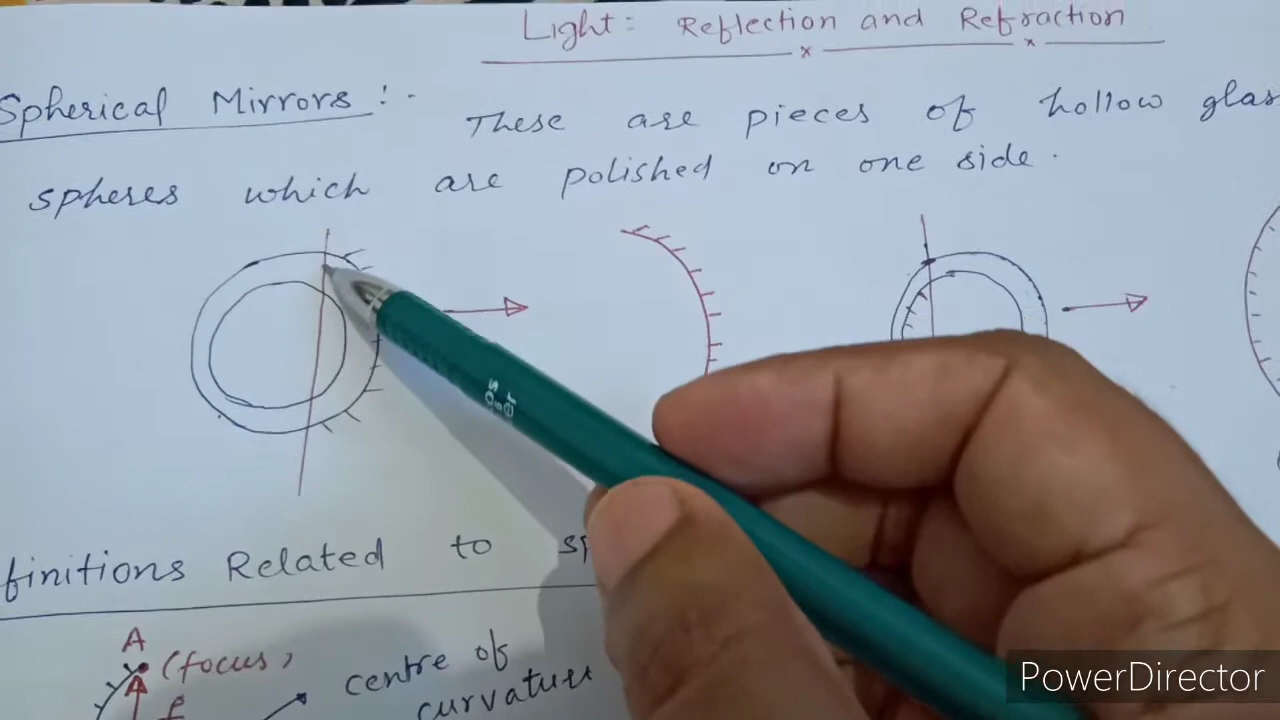 Light: Reflection and Refraction
Spherical Mirrors :-
These are pieces of hollow glas
spheres which are polished on one side.
finitions Related to sp
A
(focus,
f
centre of
curvature
PowerDirector